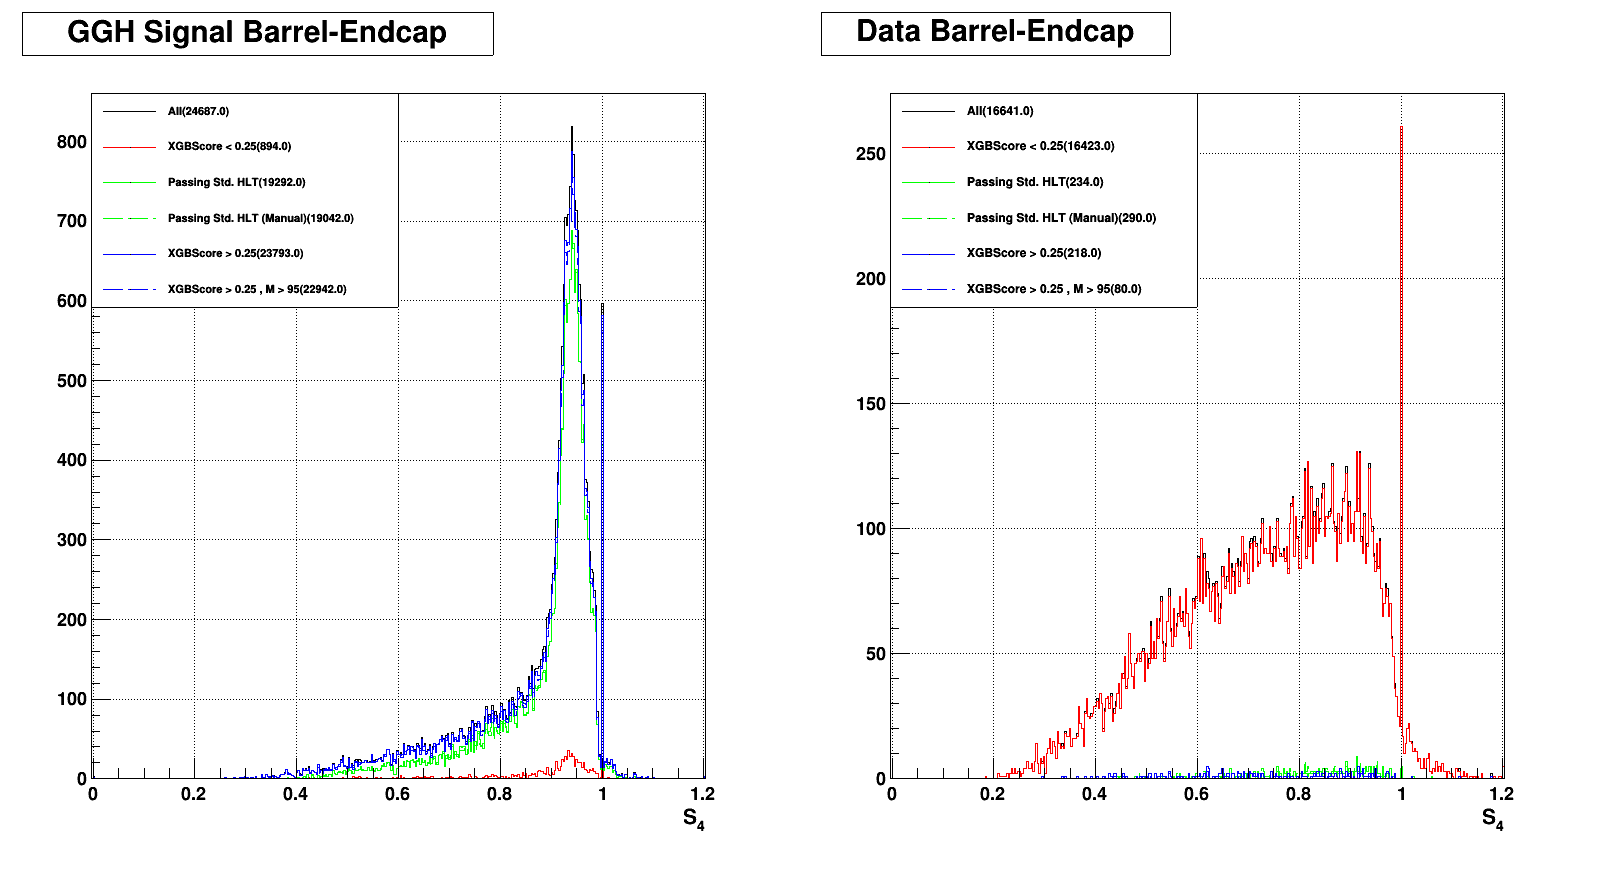 GGH Signal Barrel-Endcap
All(24687.0)
XGBScore < 0.25(894.0)
Passing Std. HLT(19292.0)
Passing Std. HLT (Manual)(19042.0)
XGBScore > 0.25(23793.0)
XGBScore > 0.25 , M > 95(22942.0)
800
700
600
500
400
300
200
100
0
0 0.2 0.4 0.6 0.8 1 1.2
S4
Data Barrel-Endcap
All(16641.0)
XGBScore < 0.25(16423.0)
Passing Std. HLT(234.0)
Passing Std. HLT (Manual)(290.0)
XGBScore > 0.25(218.0)
XGBScore > 0.25 , M > 95(80.0)
250
200
150
100
50
0
0 0.2 0.4 0.6 0.8 1 1.2
S4